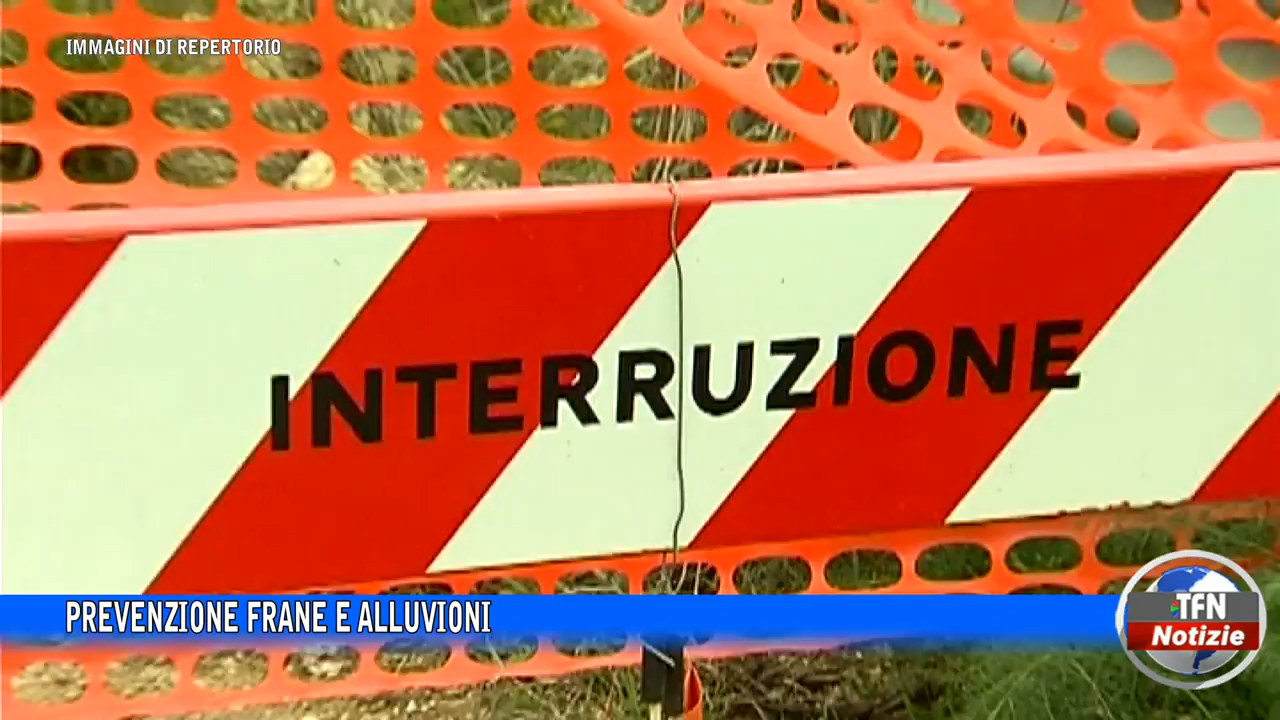 IMMAGINI DI REPERTORIO
INTERRUZIONE
PREVENZIONE FRANE E ALLUVIONI
TFN
Notizie